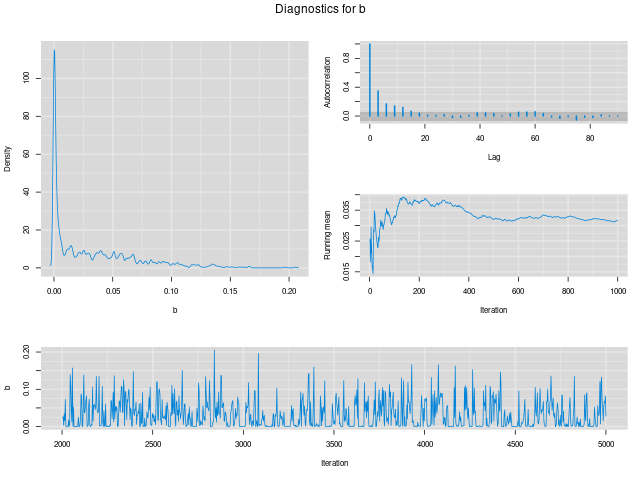 Diagnostics for b
Density
0 20 40 60 80 100
0.00 0.05 0.10 0.15 0.20
b
Autocorrelation
0.0 0.4 0.8
0 20 40 60 80
Lag
Running mean
0.015 0.025 0.035
0 200 400 600 800 1000
Iteration
b
0.00 0.10 0.20
2000 2500 3000 3500 4000 4500 5000
Iteration